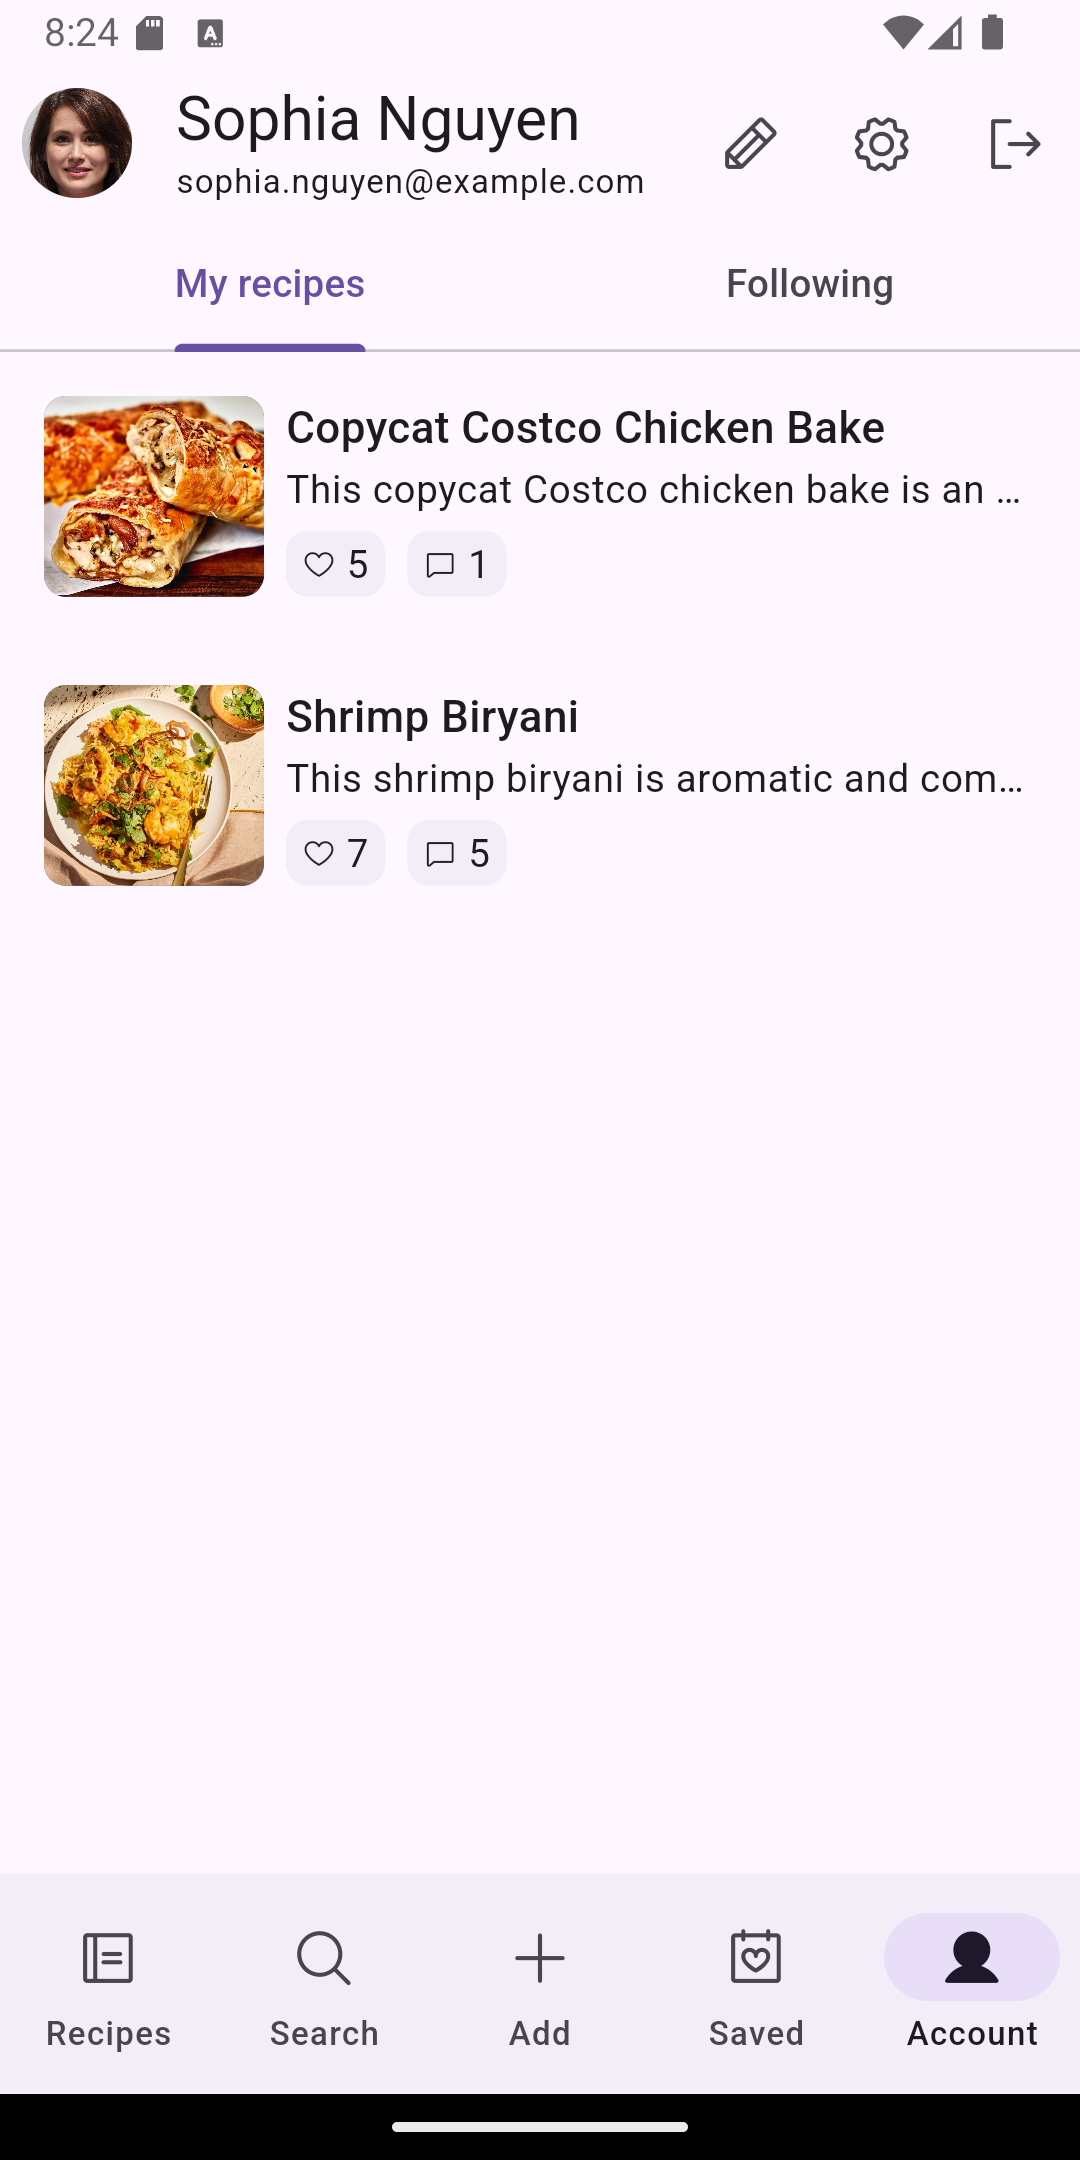 8:24
Sophia Nguyen
sophia.nguyen@example.com
My recipes
Following
Copycat Costco Chicken Bake
This copycat Costco chicken bake is an …
5
1
Shrimp Biryani
This shrimp biryani is aromatic and com…
7
5
Recipes
Search
Add
Saved
Account